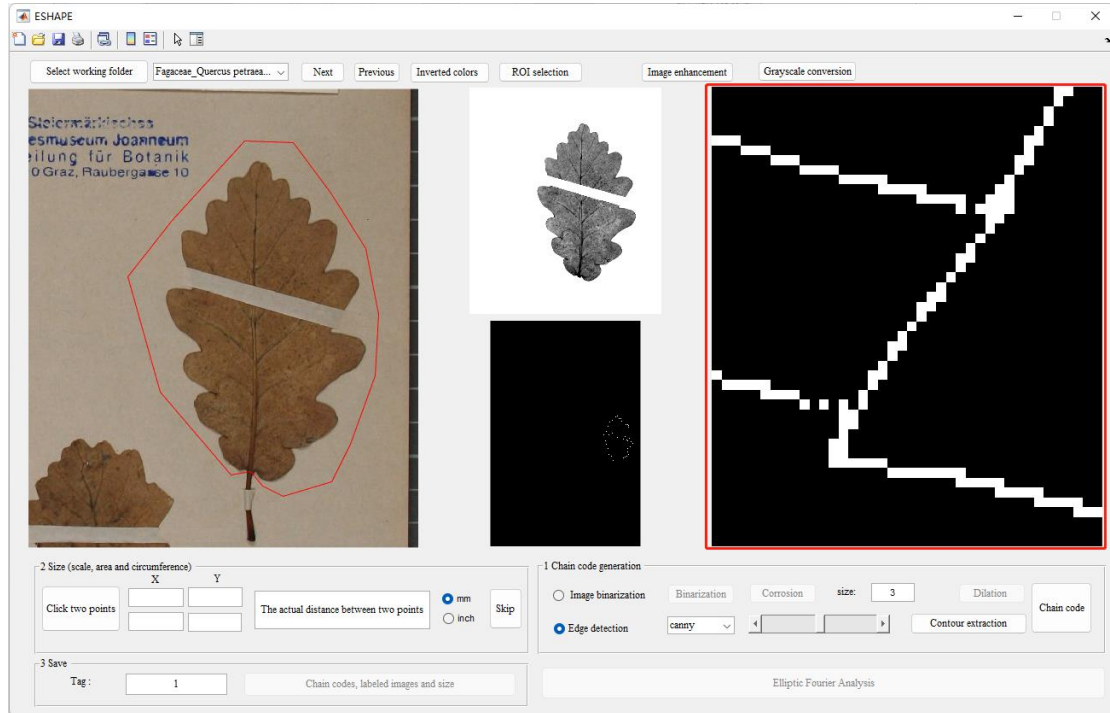 ESHAPE
Select working folder
Fagaceae_Quercus petraea...
Next
Previous
Inverted colors
ROI selection
Image enhancement
Grayscale conversion
Steiermärkisches
esmuseum Joanneum
eilung für Botanik
0 Graz, Raubergasse 10
2 Size (scale, area and circumference)
X Y
Click two points
The actual distance between two points
mm
inch
Skip
1 Chain code generation
Image binarization
Binarization
Corrosion
size:
3
Dilation
Chain code
Edge detection
canny
Contour extraction
3 Save
Tag :
1
Chain codes, labeled images and size
Elliptic Fourier Analysis